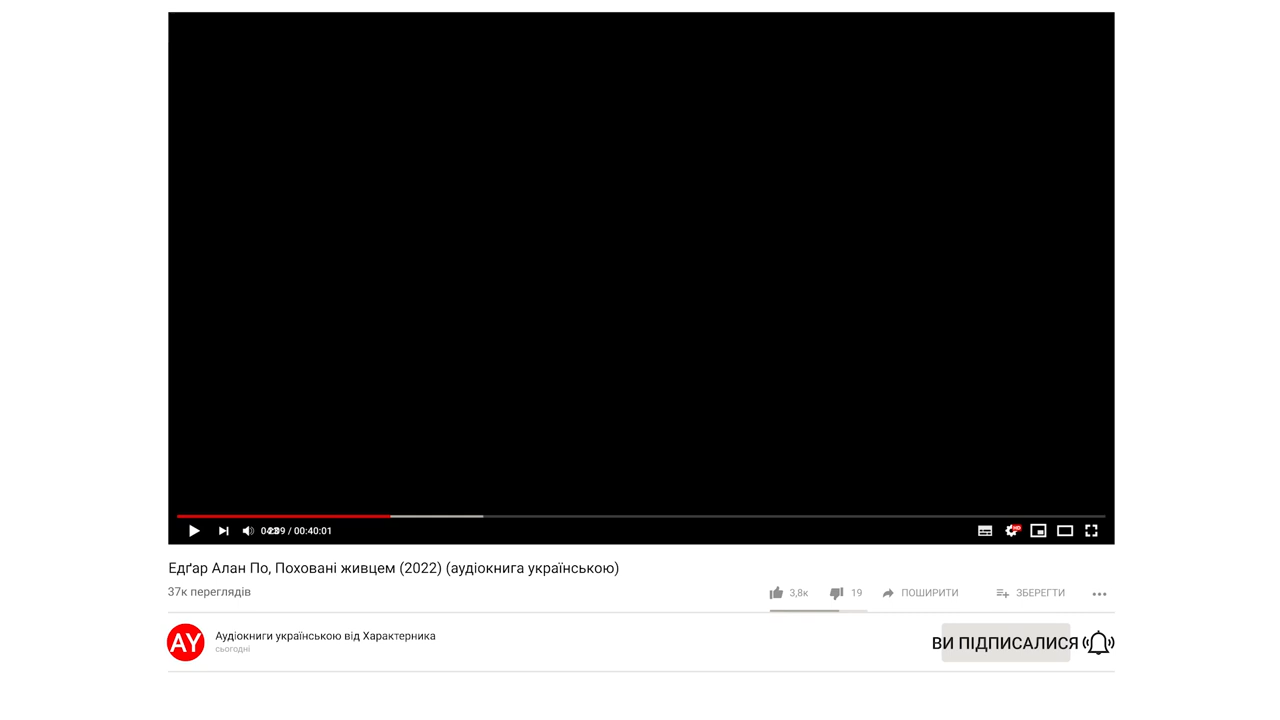 / 00:40:01
HD
Едґар Алан По, Поховані живцем (2022) (аудіокнига українською)
37к переглядів
3,8к 19 ПОШИРИТИ ЗБЕРЕГТИ
АУ
Аудіокниги українською від Характерника
сьогодні
ВИ ПІДПИСАЛИСЯ